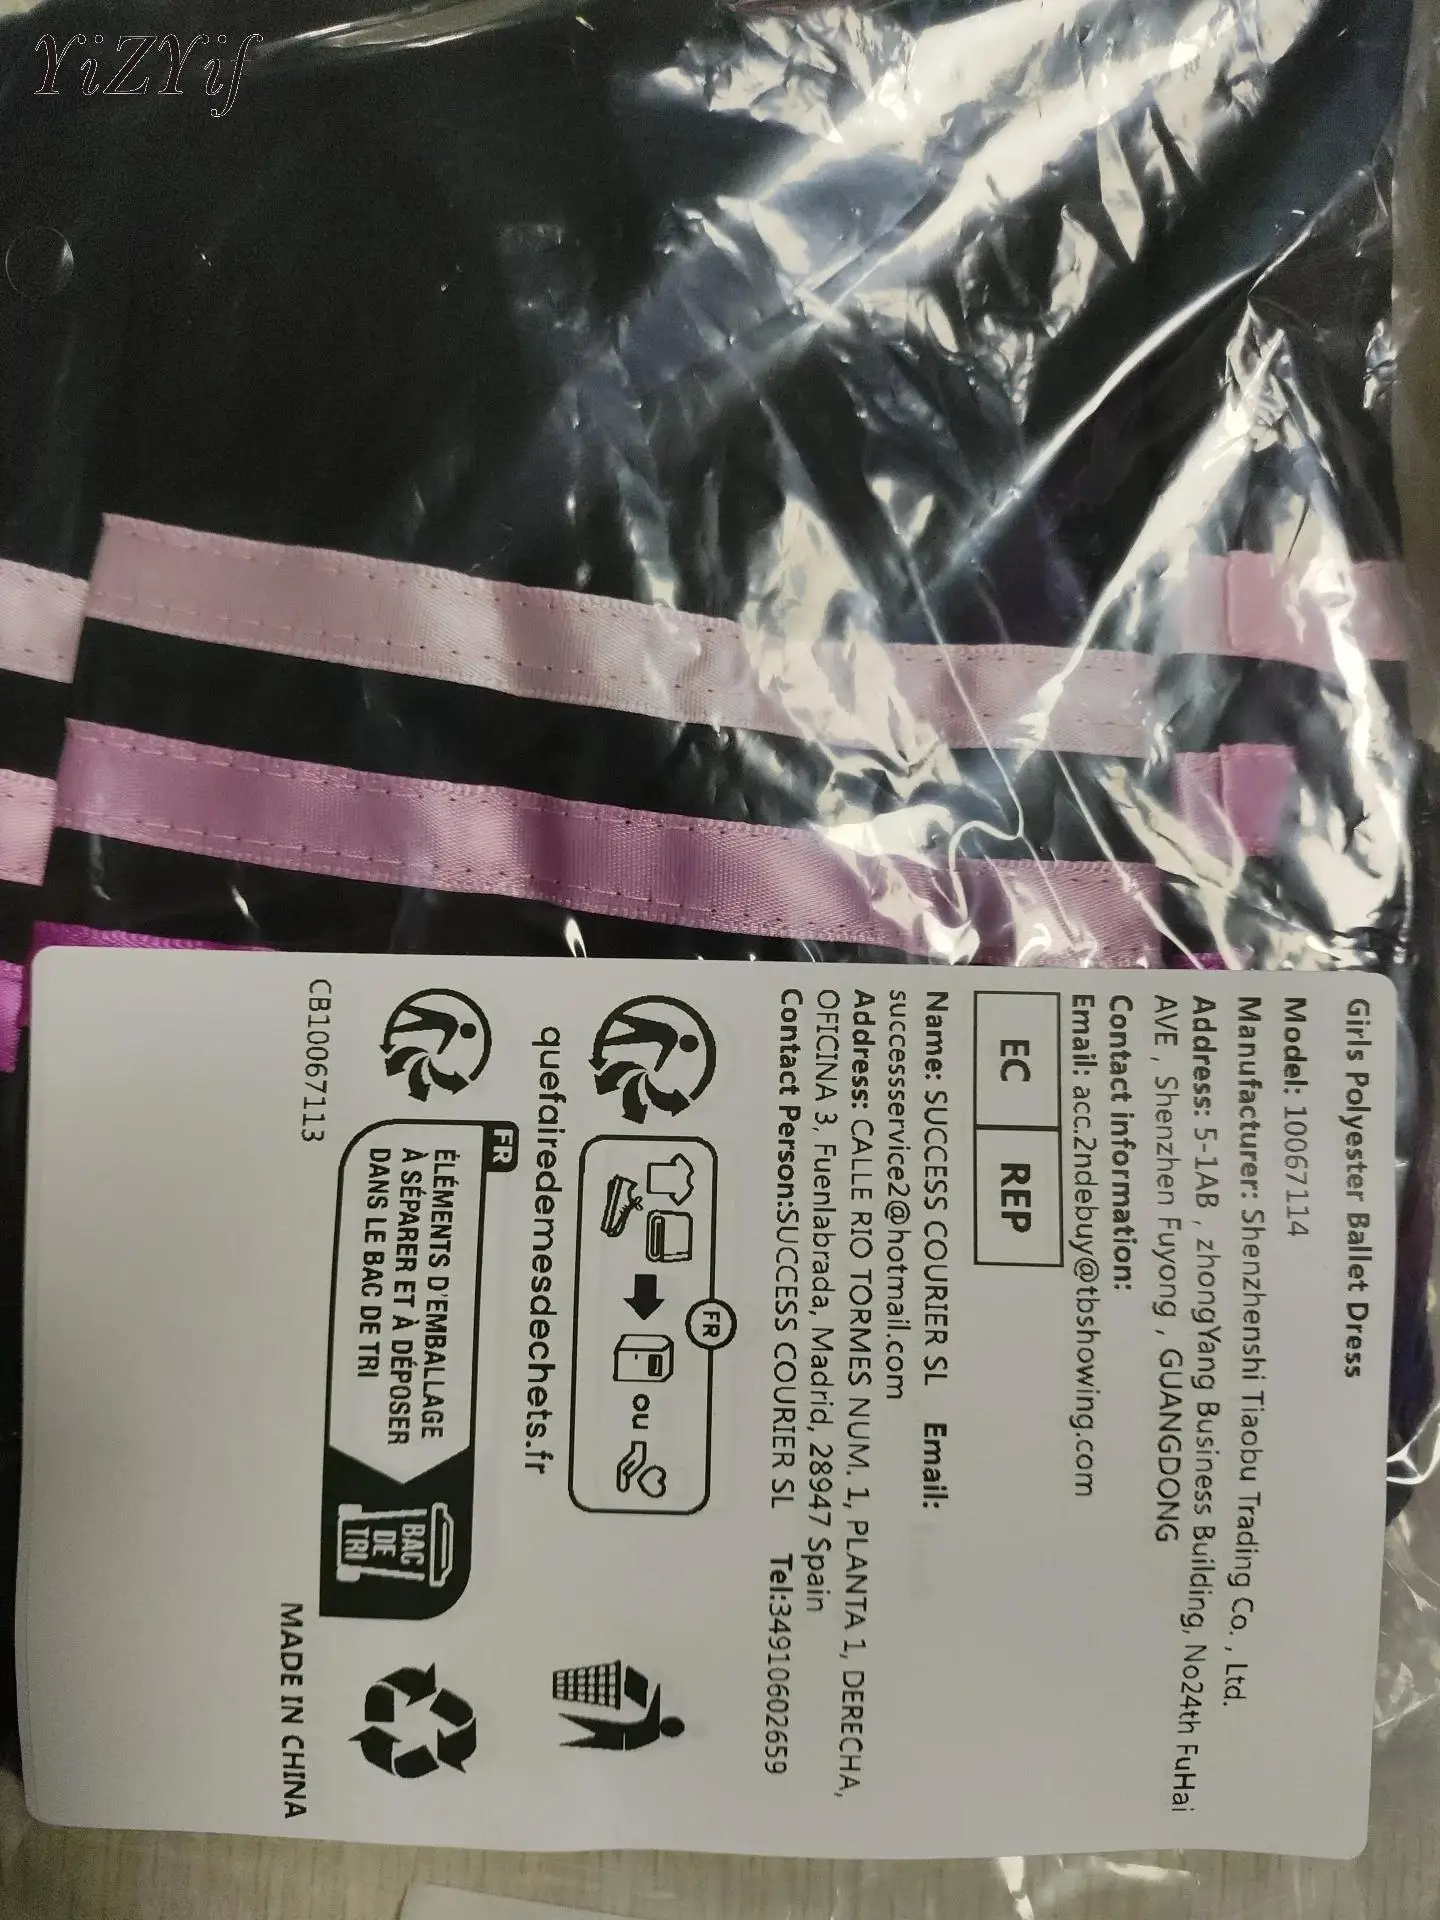 YiZYif
Girls Polyester Ballet Dress
Model: 10067114
Manufacturer: Shenzhenshi Tiaobu Trading Co. , Ltd.
Address: 5-1AB , zhongYang Business Building, No24th FuHai
AVE , Shenzhen Fuyong , GUANGDONG
Contact information:
Email: acc.2ndebuy@tbshowing.com
EC REP
Name: SUCCESS COURIER SL Email:
successservice2@hotmail.com
Address: CALLE RIO TORMES NUM. 1, PLANTA 1, DERECHA,
OFICINA 3, Fuenlabrada, Madrid, 28947 Spain
Contact Person:SUCCESS COURIER SL Tel:34910602659
FR
ou
quefairedemesdechets.fr
FR
ÉLÉMENTS D'EMBALLAGE
À SÉPARER ET À DÉPOSER
DANS LE BAC DE TRI
BAC
DE
TRI
CB10067113
MADE IN CHINA